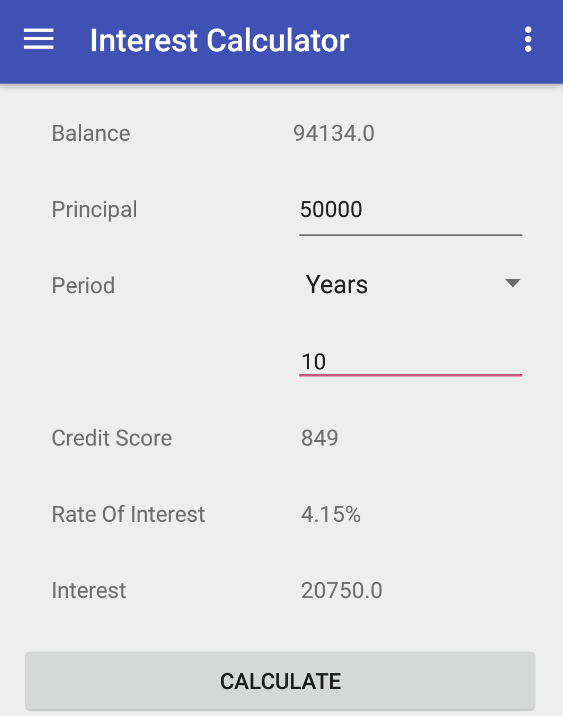 Interest Calculator
Balance 94134.0
Principal 50000
Period Years
10
Credit Score 849
Rate Of Interest 4.15%
Interest 20750.0
CALCULATE